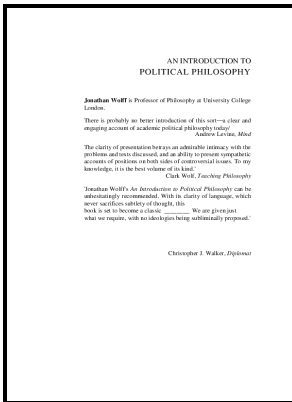 AN INTRODUCTION TO
POLITICAL PHILOSOPHY
Jonathan Wolff is Professor of Philosophy at University College
London.
There is probably no better introduction of this sort—a clear and
engaging account of academic political philosophy today!
Andrew Levine, Mind
The clarity of presentation betrays an admirable intimacy with the
problems and texts discussed, and an ability to present sympathetic
accounts of positions on both sides of controversial issues. To my
knowledge, it is the best volume of its kind.'
Clark Wolf, Teaching Philosophy
'Jonathan Wolff's An Introduction to Political Philosophy can be
unhesitatingly recommended. With its clarity of language, which
never sacrifices subtlety of thought, this
book is set to become a classic ________ We are given just
what we require, with no ideologies being subliminally proposed.'
Christopher J. Walker, Diplomat